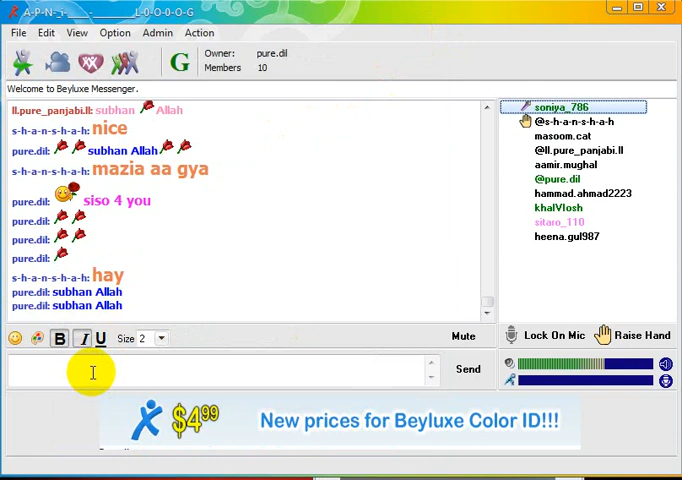 A-P-N-i-____-______L-0-O-O-G
File Edit View Option Admin Action
G
Owner: pure.dil
Members 10
Welcome to Beyluxe Messenger.
ll.pure_panjabi.ll: subhan Allah
s-h-a-n-s-h-a-h: nice
pure.dil: subhan Allah
s-h-a-n-s-h-a-h: mazia aa gya
pure.dil: siso 4 you
pure.dil:
pure.dil:
pure.dil:
s-h-a-n-s-h-a-h: hay
pure.dil: subhan Allah
pure.dil: subhan Allah
soniya_786
@s-h-a-n-s-h-a-h
masoom.cat
@ll.pure_panjabi.ll
aamir.mughal
@pure.dil
hammad.ahmad2223
khalVIosh
sitaro_110
heena.gul987
B I U Size 2 Mute
Lock On Mic Raise Hand
Send
$4.99 New prices for Beyluxe Color ID!!!